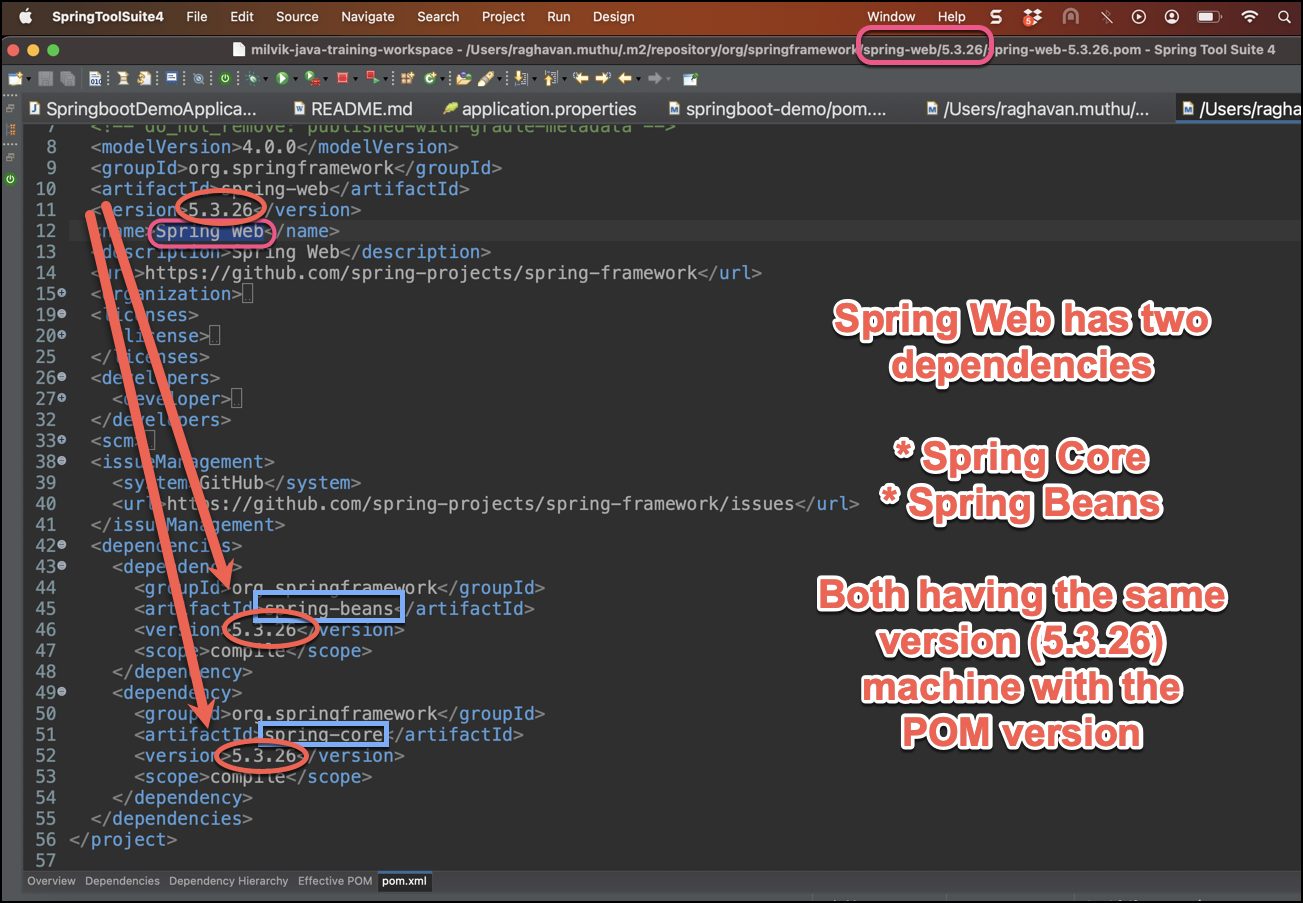 SpringToolSuite4 File Edit Source Navigate Search Project Run Design Window Help
milvik-java-training-workspace - /Users/raghavan.muthu/.m2/repository/org/springframework/spring-web/5.3.26/spring-web-5.3.26.pom - Spring Tool Suite 4
SpringbootDemoApplica... README.md application.properties springboot-demo/pom.... /Users/raghavan.muthu/... /Users/ragha
7 <!-- do_not_remove: published-with-gradle-metadata -->
8 <modelVersion>4.0.0</modelVersion>
9 <groupId>org.springframework</groupId>
10 <artifactId>spring-web</artifactId>
11 <version>5.3.26</version>
12 <name>Spring Web</name>
13 <description>Spring Web</description>
14 <url>https://github.com/spring-projects/spring-framework</url>
15 <organization>
19 <licenses>
20 <license>
25 </licenses>
26 <developers>
27 <developer>
32 </developers>
33 <scm>
38 <issueManagement>
39 <system>GitHub</system>
40 <url>https://github.com/spring-projects/spring-framework/issues</url>
41 </issueManagement>
42 <dependencies>
43 <dependency>
44 <groupId>org.springframework</groupId>
45 <artifactId>spring-beans</artifactId>
46 <version>5.3.26</version>
47 <scope>compile</scope>
48 </dependency>
49 <dependency>
50 <groupId>org.springframework</groupId>
51 <artifactId>spring-core</artifactId>
52 <version>5.3.26</version>
53 <scope>compile</scope>
54 </dependency>
55 </dependencies>
56 </project>
57
Spring Web has two
dependencies
* Spring Core
* Spring Beans
Both having the same
version (5.3.26)
machine with the
POM version
Overview Dependencies Dependency Hierarchy Effective POM pom.xml